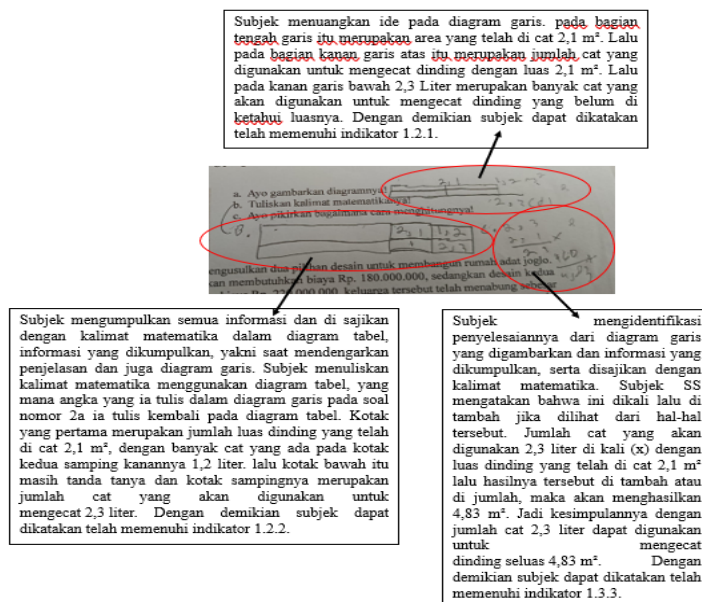 Subjek menuangkan ide pada diagram garis. pada bagian
tengah garis itu merupakan area yang telah di cat 2,1 m². Lalu
pada bagian kanan garis atas itu merupakan jumlah cat yang
digunakan untuk mengecat dinding dengan luas 2,1 m². Lalu
pada kanan garis bawah 2,3 Liter merupakan banyak cat yang
akan digunakan untuk mengecat dinding yang belum di
ketahui luasnya. Dengan demikian subjek dapat dikatakan
telah memenuhi indikator 1.2.1.
a. Ayo gambarkan diagramnya!
b. Tuliskan kalimat matematikanya!
c. Ayo pikirkan bagaimana cara menghitungnya!
2,1 1,2
2,3
2,3
2,1 x
2 3
4,83
engusulkan dua pilihan desain untuk membangun rumah adat joglo.
kan membutuhkan biaya Rp. 180.000.000, sedangkan desain kedua
keluarga tersebut telah menabung
Subjek mengumpulkan semua informasi dan di sajikan
dengan kalimat matematika dalam diagram tabel,
informasi yang dikumpulkan, yakni saat mendengarkan
penjelasan dan juga diagram garis. Subjek menuliskan
kalimat matematika menggunakan diagram tabel, yang
mana angka yang ia tulis dalam diagram garis pada soal
nomor 2a ia tulis kembali pada diagram tabel. Kotak
yang pertama merupakan jumlah luas dinding yang telah
di cat 2,1 m², dengan banyak cat yang ada pada kotak
kedua samping kanannya 1,2 liter. lalu kotak bawah itu
masih tanda tanya dan kotak sampingnya merupakan
jumlah cat yang akan digunakan untuk
mengecat 2,3 liter. Dengan demikian subjek dapat
dikatakan telah memenuhi indikator 1.2.2.
Subjek mengidentifikasi
penyelesaiannya dari diagram garis
yang digambarkan dan informasi yang
dikumpulkan, serta disajikan dengan
kalimat matematika. Subjek SS
mengatakan bahwa ini dikali lalu di
tambah jika dilihat dari hal-hal
tersebut. Jumlah cat yang akan
digunakan 2,3 liter di kali (x) dengan
luas dinding yang telah di cat 2,1 m²
lalu hasilnya tersebut di tambah atau
di jumlah, maka akan menghasilkan
4,83 m². Jadi kesimpulannya dengan
jumlah cat 2,3 liter dapat digunakan
untuk mengecat
dinding seluas 4,83 m². Dengan
demikian subjek dapat dikatakan telah
memenuhi indikator 1.3.3.